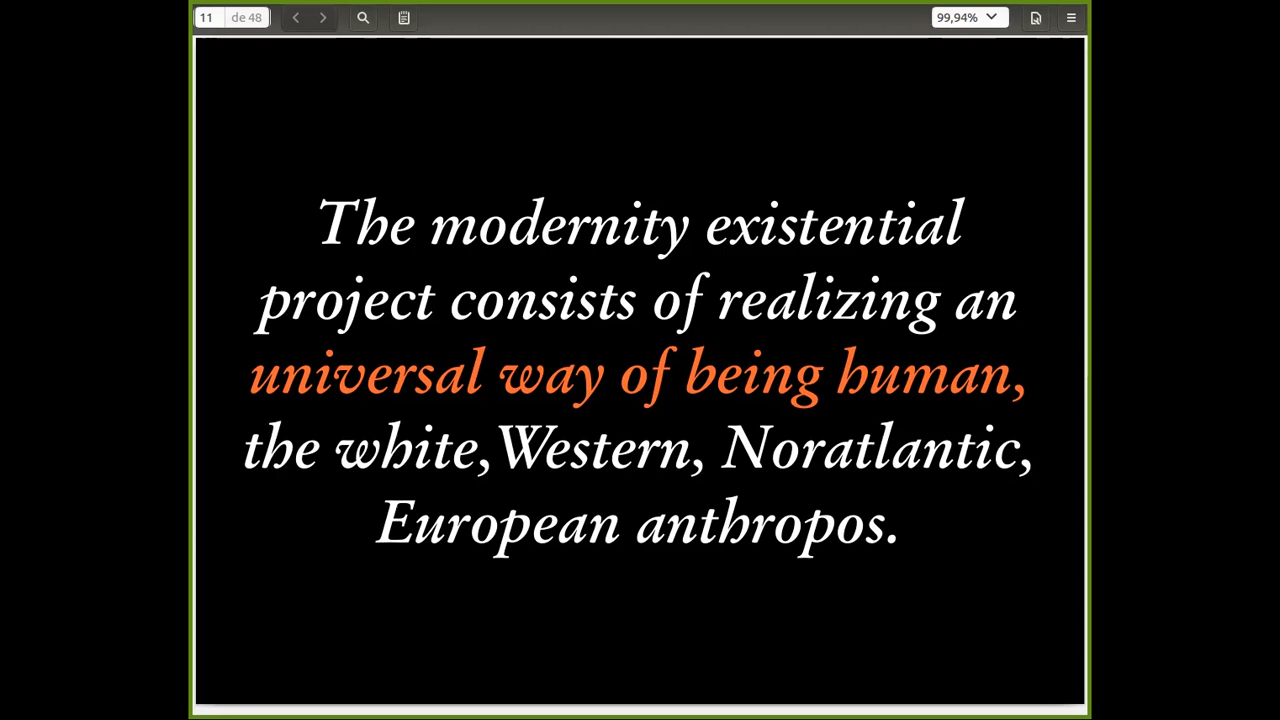 11 de 48 99,94%
The modernity existential
project consists of realizing an
universal way of being human,
the white,Western, Noratlantic,
European anthropos.